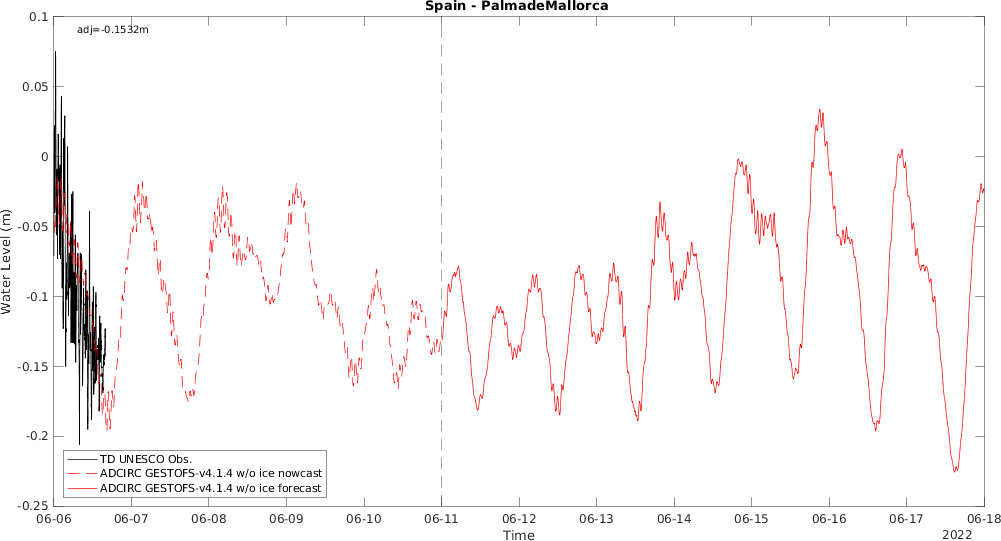 Spain - PalmadeMallorca
adj=-0.1532m
0.1
0.05
0
-0.05
-0.1
-0.15
-0.2
-0.25
Water Level (m)
TD UNESCO Obs.
ADCIRC GESTOFS-v4.1.4 w/o ice nowcast
ADCIRC GESTOFS-v4.1.4 w/o ice forecast
06-06 06-07 06-08 06-09 06-10 06-11 06-12 06-13 06-14 06-15 06-16 06-17 06-18
Time
2022